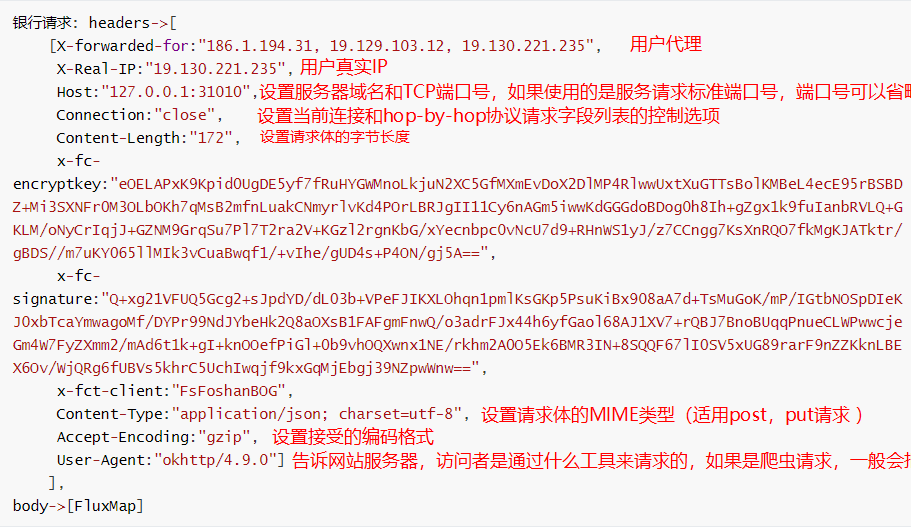 银行请求: headers->[
[X-forwarded-for:"186.1.194.31, 19.129.103.12, 19.130.221.235", 用户代理
X-Real-IP:"19.130.221.235", 用户真实IP
Host:"127.0.0.1:31010", 设置服务器域名和TCP端口号，如果使用的是服务请求标准端口号，端口号可以省略
Connection:"close", 设置当前连接和hop-by-hop协议请求字段列表的控制选项
Content-Length:"172", 设置请求体的字节长度
x-fc-
encryptkey:"eOELAPxK9Kpid0UgDE5yf7fRuHYGWMnoLkjuN2XC5GfMXmEvDoX2DlMP4RlwwUxtXuGTTsBolKMBeL4ecE95rBSBD
Z+Mi3SXNFr0M3OLbOKh7qMsB2mfnLuakCNmyrlvKd4POrLBRJgII11Cy6nAGm5iwwKdGGGdoBDog0h8Ih+gZgx1k9fuIanbRVLQ+G
KLM/oNyCrIqjJ+GZNM9GrqSu7Pl7T2ra2V+KGzl2rgnKbG/xYecnbpc0vNcU7d9+RHnWS1yJ/z7CCngg7KsXnRQO7fkMgKJATktr/
gBDS//m7uKYO65llMIk3vCuaBwqf1/+vIhe/gUD4s+P4ON/gj5A==",
x-fc-
signature:"Q+xg21VFUQ5Gcg2+sJpdYD/dL03b+VPeFJIKXLOhqn1pmlKsGKp5PsuKiBx9O8aA7d+TsMuGoK/mP/IGtbNOSpDIeK
J0xbTcaYmwagoMf/DYPr99NdJYbeHk2Q8aOXsB1FAFgmFnwQ/o3adrFJx44h6yfGaol68AJ1XV7+rQBJ7BnoBUqqPnueCLWPwwcje
Gm4W7FyZXmm2/mAd6t1k+gI+knOOefPiGl+0b9vhOQXwnx1NE/rkhm2A0O5Ek6BMR3IN+8SQQF67lI0SV5xUG89rarF9nZZKknLBE
X6Ov/WjQRg6fUBVs5khrC5UchIwqjf9kxGqMjEbgj39NZpwWnw==",
x-fct-client:"FsFoshanBOG",
Content-Type:"application/json; charset=utf-8", 设置请求体的MIME类型（适用post，put请求 ）
Accept-Encoding:"gzip", 设置接受的编码格式
User-Agent:"okhttp/4.9.0"] 告诉网站服务器，访问者是通过什么工具来请求的，如果是爬虫请求，一般会
],
body->[FluxMap]